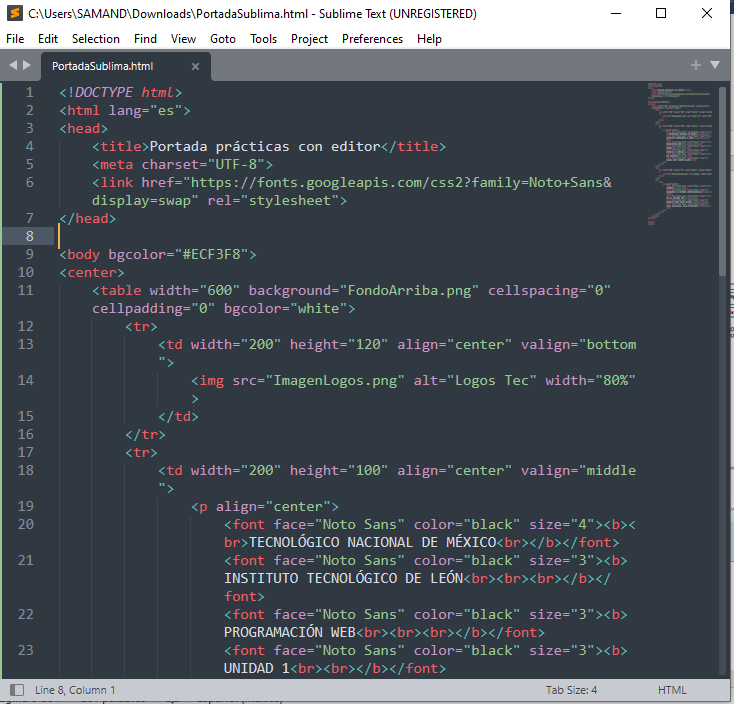 C:\Users\SAMAND\Downloads\PortadaSublima.html - Sublime Text (UNREGISTERED)
File Edit Selection Find View Goto Tools Project Preferences Help
PortadaSublima.html
1 <!DOCTYPE html>
2 <html lang="es">
3 <head>
4 <title>Portada prácticas con editor</title>
5 <meta charset="UTF-8">
6 <link href="https://fonts.googleapis.com/css2?family=Noto+Sans&
display=swap" rel="stylesheet">
7 </head>
8
9 <body bgcolor="#ECF3F8">
10 <center>
11 <table width="600" background="FondoArriba.png" cellspacing="0"
cellpadding="0" bgcolor="white">
12 <tr>
13 <td width="200" height="120" align="center" valign="bottom
">
14 <img src="ImagenLogos.png" alt="Logos Tec" width="80%"
>
15 </td>
16 </tr>
17 <tr>
18 <td width="200" height="100" align="center" valign="middle
">
19 <p align="center">
20 <font face="Noto Sans" color="black" size="4"><b><
br>TECNOLÓGICO NACIONAL DE MÉXICO<br></b></font>
21 <font face="Noto Sans" color="black" size="3"><b>
INSTITUTO TECNOLÓGICO DE LEÓN<br><br><br></b></
font>
22 <font face="Noto Sans" color="black" size="3"><b>
PROGRAMACIÓN WEB<br><br><br></b></font>
23 <font face="Noto Sans" color="black" size="3"><b>
UNIDAD 1<br><br></b></font>
Line 8, Column 1 Tab Size: 4 HTML